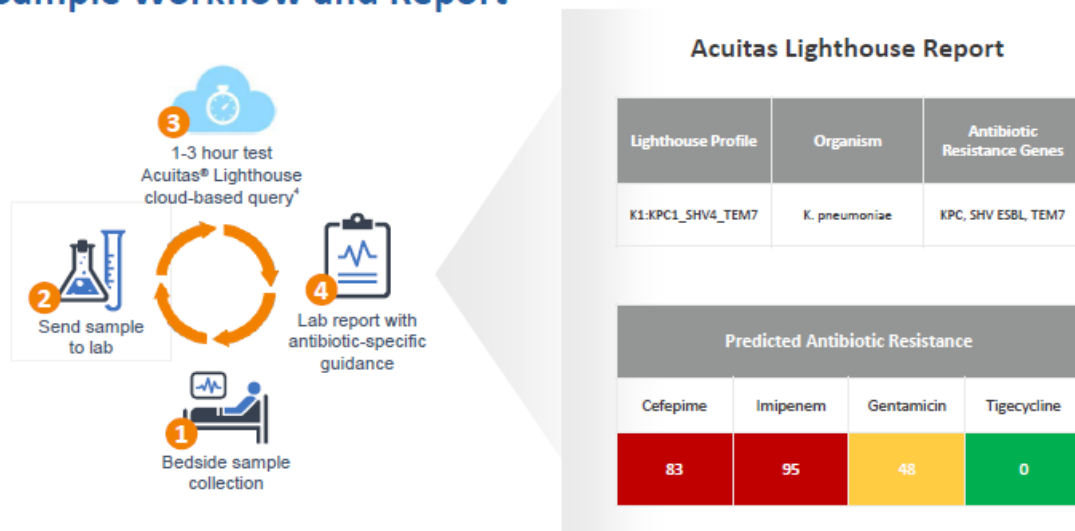 Sample Workflow and Report
3
1-3 hour test
Acuitas® Lighthouse
cloud-based query⁴
2
Send sample
to lab
4
Lab report with
antibiotic-specific
guidance
1
Bedside sample
collection
Acuitas Lighthouse Report
Lighthouse Profile Organism Antibiotic
Resistance Genes
K1:KPC1_SHV4_TEM7 K. pneumoniae KPC, SHV ESBL, TEM7
Predicted Antibiotic Resistance
Cefepime Imipenem Gentamicin Tigecycline
83 95 48 0